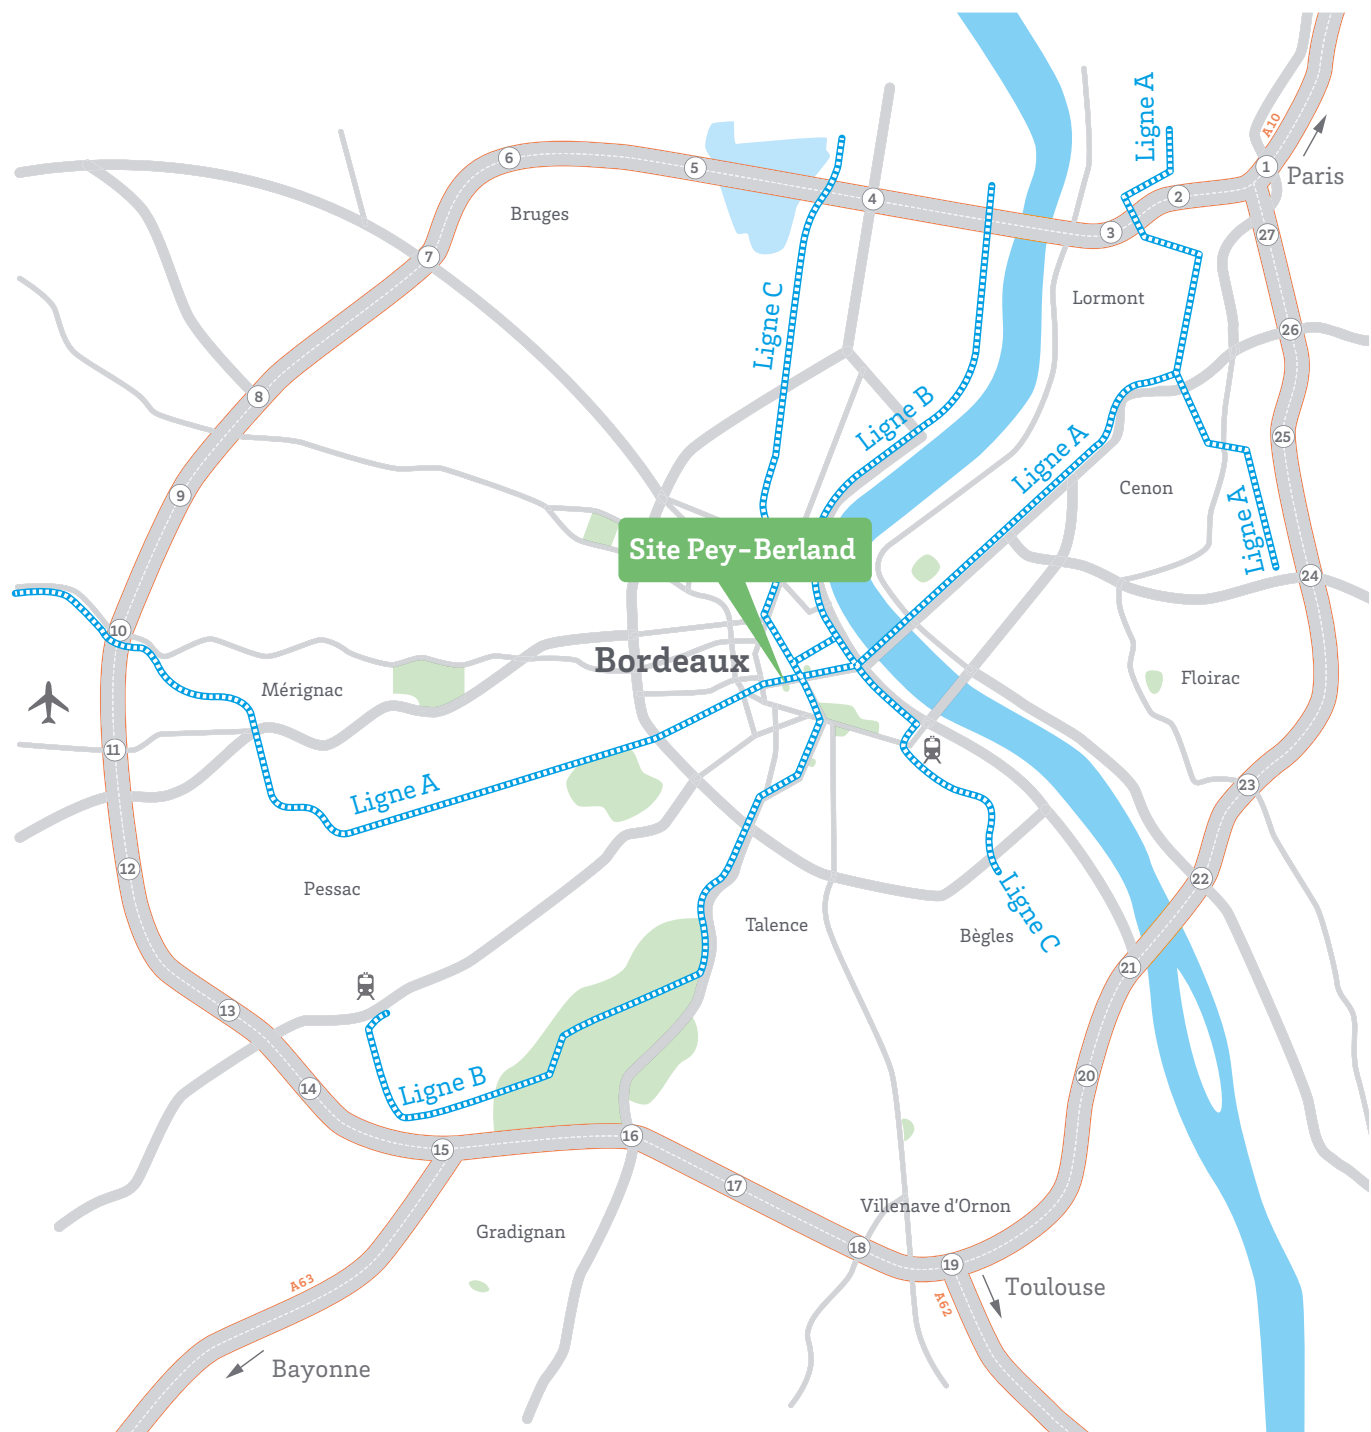 Ligne A
A10
1
Paris
6
5
4
2
3
Bruges
7
27
Lormont
26
Ligne C
8
Ligne B
Ligne A
25
9
Cenon
Ligne A
Site Pey-Berland
24
10
Bordeaux
Mérignac
Floirac
11
23
Ligne A
12
22
Pessac
Talence
Bègles
Ligne C
21
13
14
Ligne B
20
15
16
17
Villenave d'Ornon
Gradignan
18
19
A63
A62
Toulouse
Bayonne